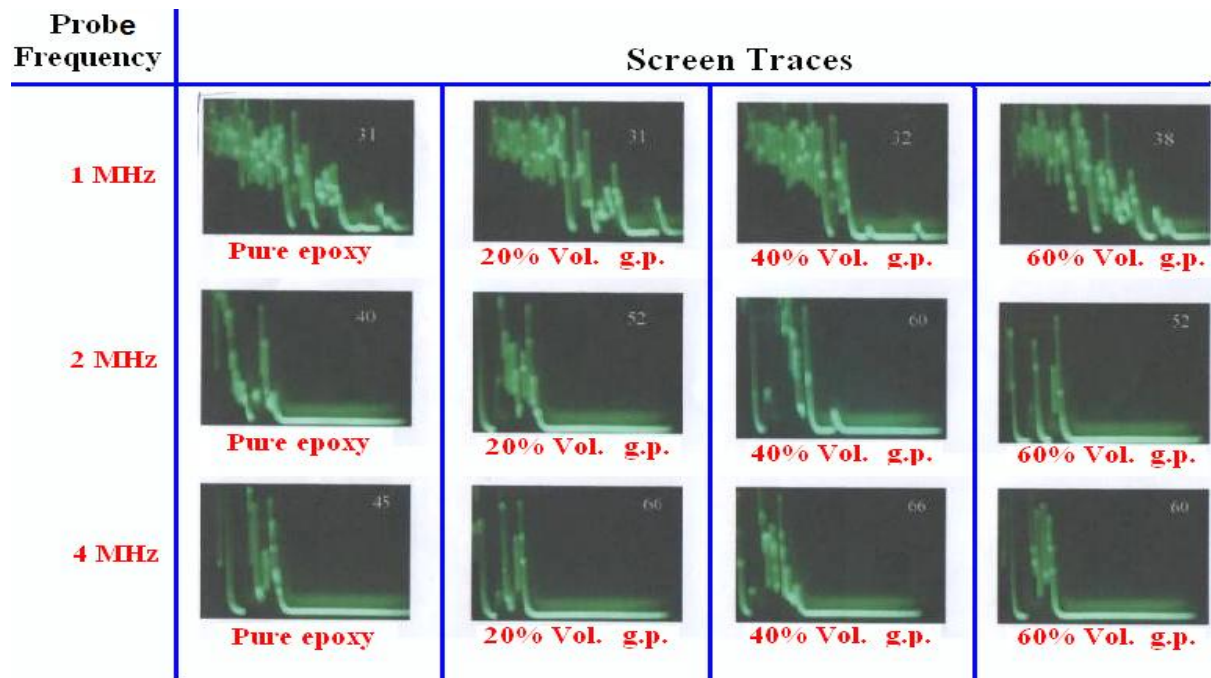 Probe
Frequency
Screen Traces
1 MHz
31
31
32
38
Pure epoxy
20% Vol. g.p.
40% Vol. g.p.
60% Vol. g.p.
2 MHz
40
52
60
52
Pure epoxy
20% Vol. g.p.
40% Vol. g.p.
60% Vol. g.p.
4 MHz
45
66
66
60
Pure epoxy
20% Vol. g.p.
40% Vol. g.p.
60% Vol. g.p.